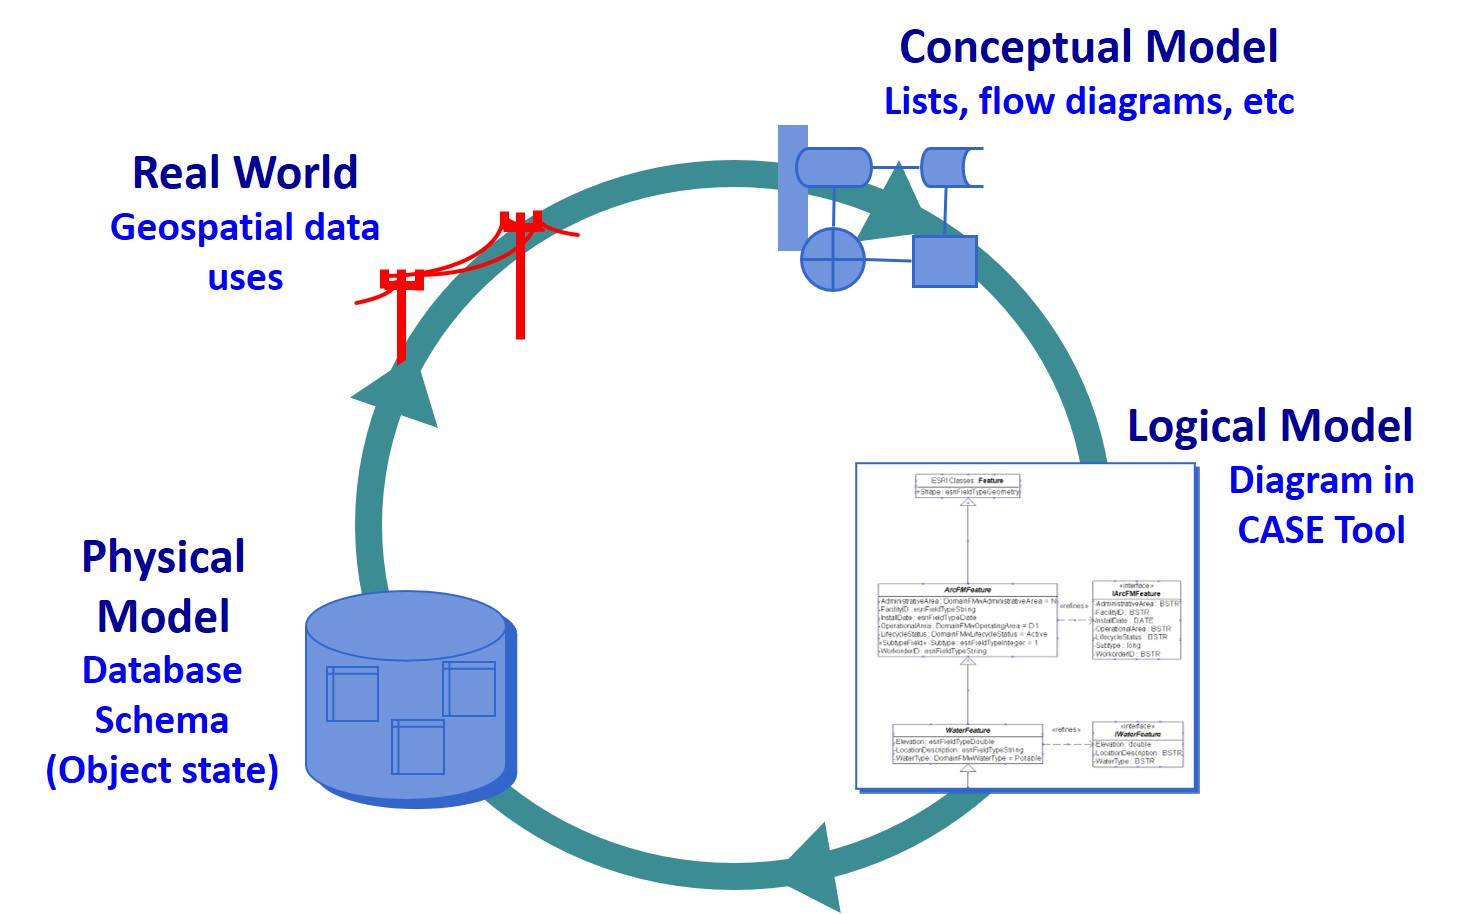 Conceptual Model
Lists, flow diagrams, etc
Real World
Geospatial data
uses
Logical Model
Diagram in
CASE Tool
ESRI Classes::Feature
+Shape : esriFieldTypeGeometry
ArcFMFeature
-AdministrativeArea : DomainFMwAdministrativeArea = N
-FacilityID : esriFieldTypeString
-InstallDate : esriFieldTypeDate
-OperationalArea : DomainFMwOperatingArea = D1
-LifecycleStatus : DomainFMwLifecycleStatus = Active
«SubtypeField» -Subtype : esriFieldTypeInteger = 1
-WorkorderID : esriFieldTypeString
«refines»
«interface»
IArcFMFeature
-AdministrativeArea : BSTR
-FacilityID : BSTR
-InstallDate : DATE
-OperationalArea : BSTR
-LifecycleStatus : BSTR
-Subtype : long
-WorkorderID : BSTR
WaterFeature
-Elevation : esriFieldTypeDouble
-LocationDescription : esriFieldTypeString
-WaterType : DomainFMwWaterType = Potable
«refines»
«interface»
IWaterFeature
-Elevation : double
-LocationDescription : BSTR
-WaterType : BSTR
Physical
Model
Database
Schema
(Object state)